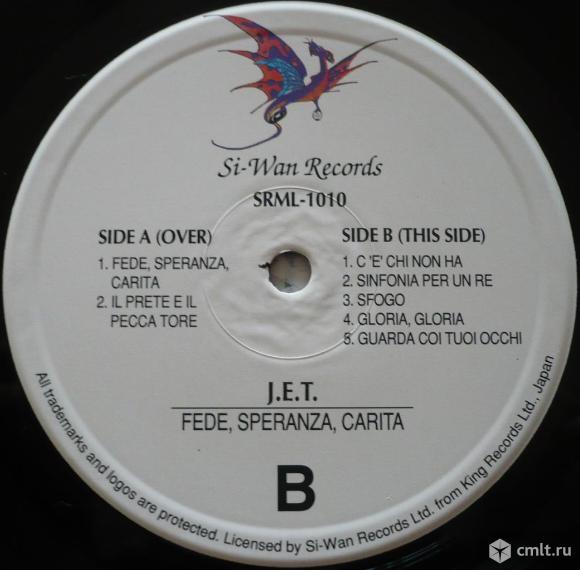 Si-Wan Records
SRML-1010
SIDE A (OVER)
1. FEDE, SPERANZA,
CARITA
2. IL PRETE E IL
PECCA TORE
SIDE B (THIS SIDE)
1. C 'E' CHI NON HA
2. SINFONIA PER UN RE
3. SFOGO
4. GLORIA, GLORIA
5. GUARDA COI TUOI OCCHI
J.E.T.
FEDE, SPERANZA, CARITA
B
All trademarks and logos are protected. Licensed by Si-Wan Records Ltd. from King Records Ltd., Japan
cmlt.ru